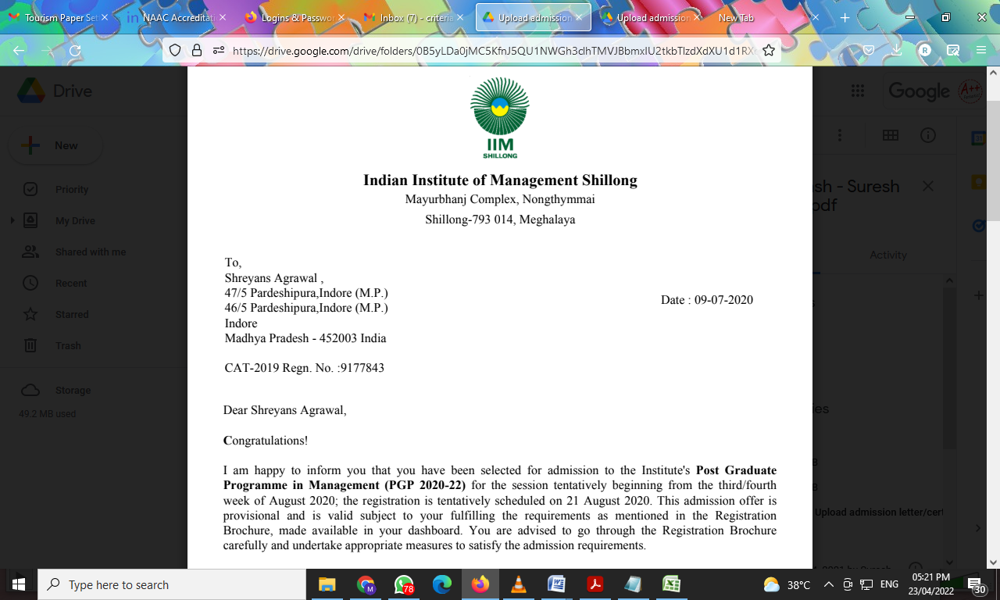 Tourism Paper Set
NAAC Accreditati
Logins & Passwor
Inbox (7) - criteria
Upload admission
Upload admission
New Tab
https://drive.google.com/drive/folders/0B5yLDa0jMC5KfnJ5QU1NWGh3dhTMVJBbmxIU2tkbTlzdXdXU1d1RX
Drive
Google
A++
New
Priority
My Drive
Shared with me
Recent
Starred
Trash
Storage
49.2 MB used
sh - Suresh
pdf
Activity
Upload admission letter/cert
IIM
SHILLONG
Indian Institute of Management Shillong
Mayurbhanj Complex, Nongthymmai
Shillong-793 014, Meghalaya
To,
Shreyans Agrawal ,
47/5 Pardeshipura,Indore (M.P.)
46/5 Pardeshipura,Indore (M.P.)
Indore
Madhya Pradesh - 452003 India
Date : 09-07-2020
CAT-2019 Regn. No. :9177843
Dear Shreyans Agrawal,
Congratulations!
I am happy to inform you that you have been selected for admission to the Institute's Post Graduate
Programme in Management (PGP 2020-22) for the session tentatively beginning from the third/fourth
week of August 2020; the registration is tentatively scheduled on 21 August 2020. This admission offer is
provisional and is valid subject to your fulfilling the requirements as mentioned in the Registration
Brochure, made available in your dashboard. You are advised to go through the Registration Brochure
carefully and undertake appropriate measures to satisfy the admission requirements.
Type here to search
78
38°C
ENG
05:21 PM
23/04/2022
30